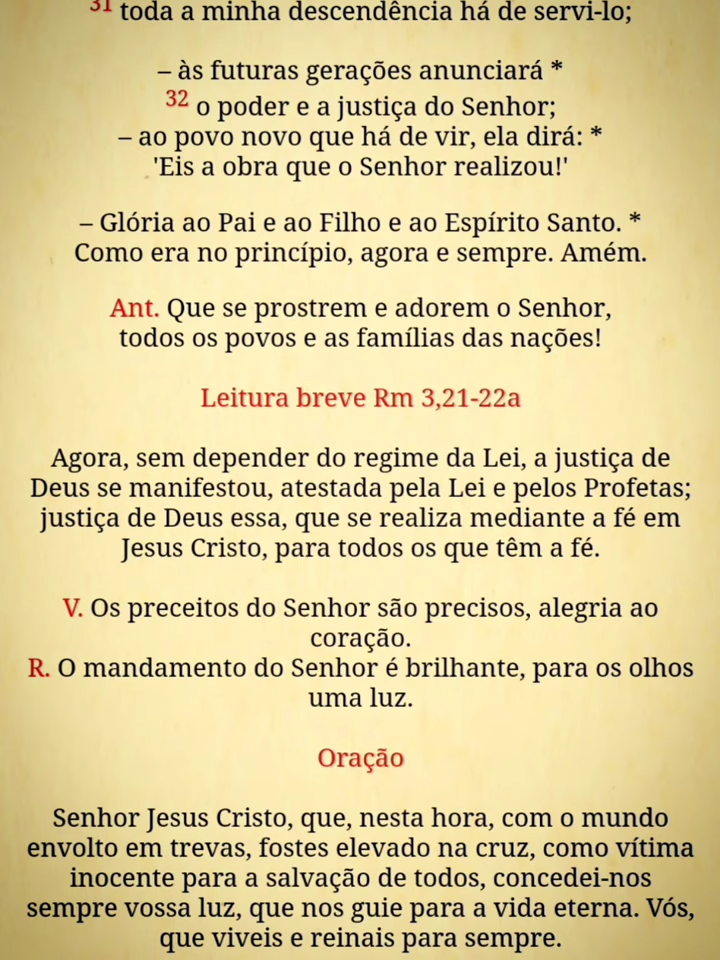 31 toda a minha descendência há de servi-lo;
– às futuras gerações anunciará *
32 o poder e a justiça do Senhor;
– ao povo novo que há de vir, ela dirá: *
'Eis a obra que o Senhor realizou!'
– Glória ao Pai e ao Filho e ao Espírito Santo. *
Como era no princípio, agora e sempre. Amém.
Ant. Que se prostrem e adorem o Senhor,
todos os povos e as famílias das nações!
Leitura breve Rm 3,21-22a
Agora, sem depender do regime da Lei, a justiça de
Deus se manifestou, atestada pela Lei e pelos Profetas;
justiça de Deus essa, que se realiza mediante a fé em
Jesus Cristo, para todos os que têm a fé.
V. Os preceitos do Senhor são precisos, alegria ao
coração.
R. O mandamento do Senhor é brilhante, para os olhos
uma luz.
Oração
Senhor Jesus Cristo, que, nesta hora, com o mundo
envolto em trevas, fostes elevado na cruz, como vítima
inocente para a salvação de todos, concedei-nos
sempre vossa luz, que nos guie para a vida eterna. Vós,
que viveis e reinais para sempre.